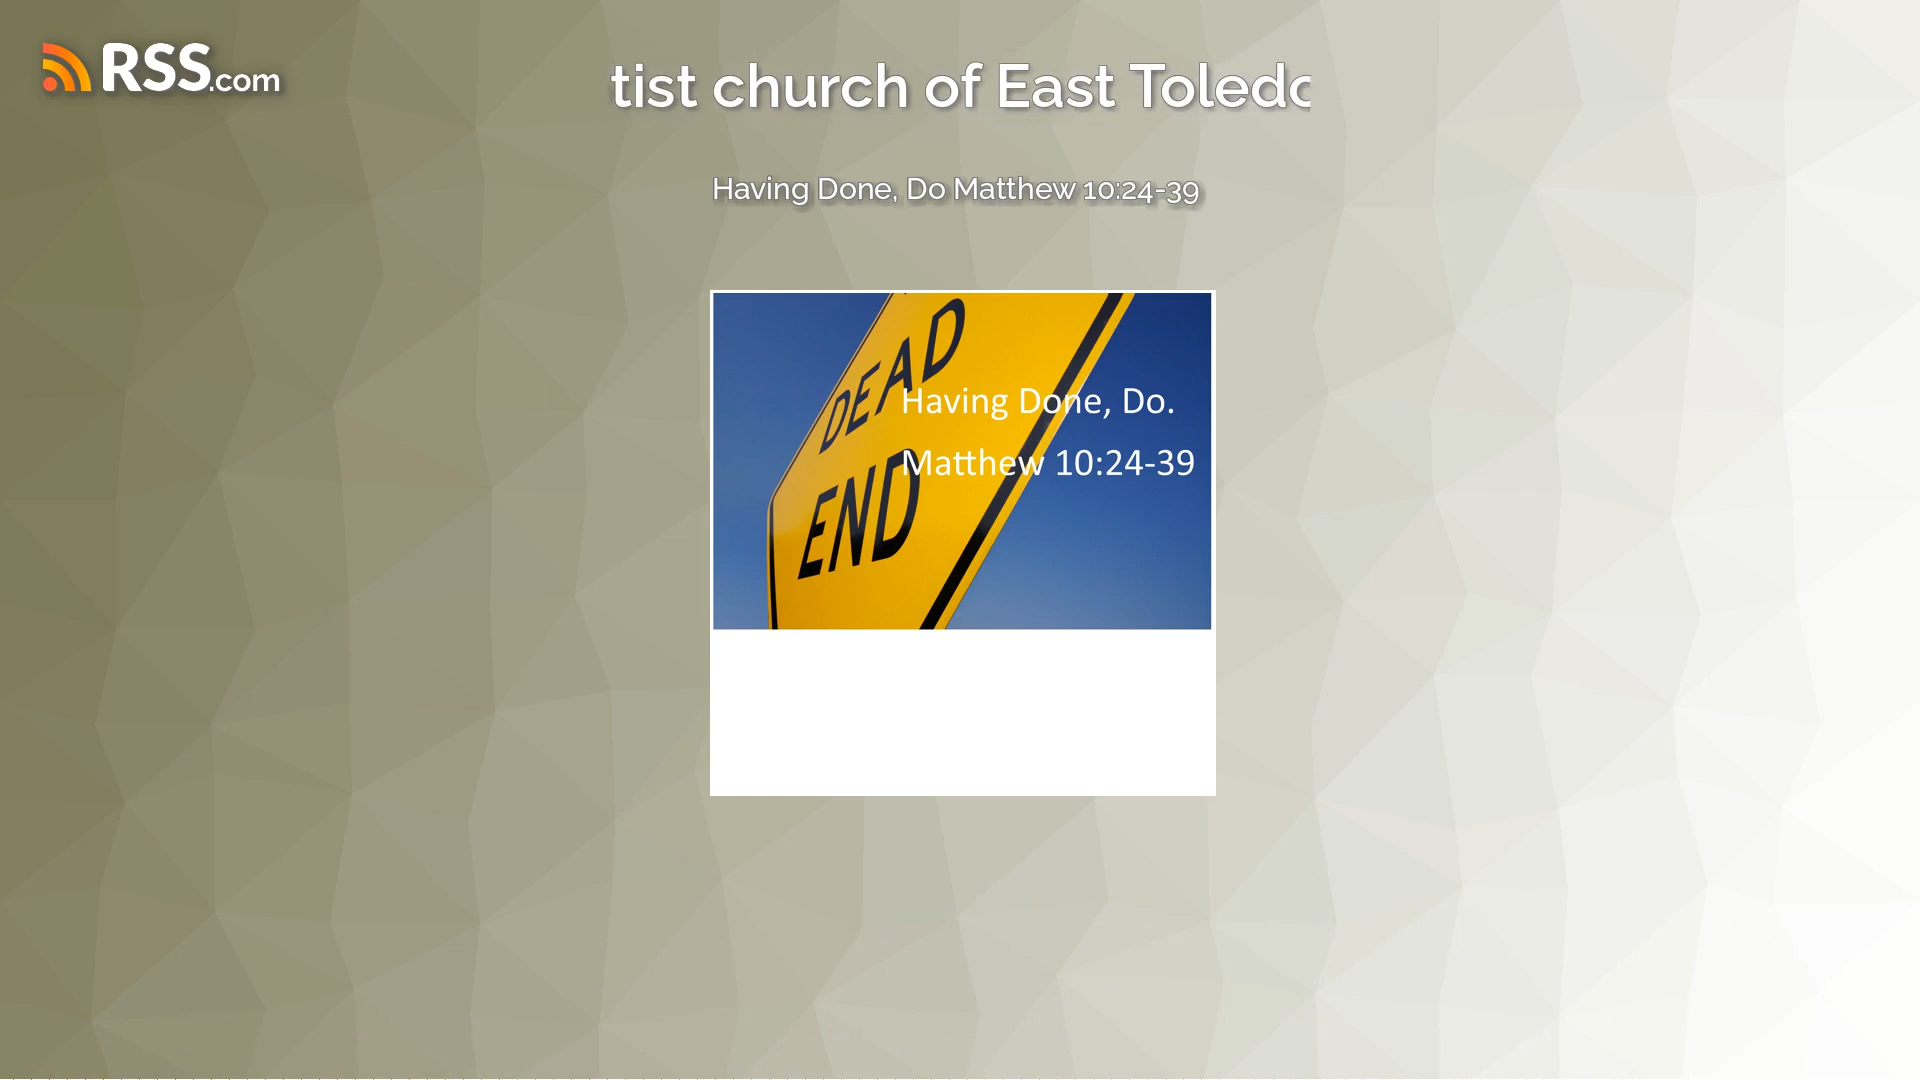 RSS.com
tist church of East Toledo
Having Done, Do Matthew 10:24-39
DEAD
END
Having Done, Do.
Matthew 10:24-39